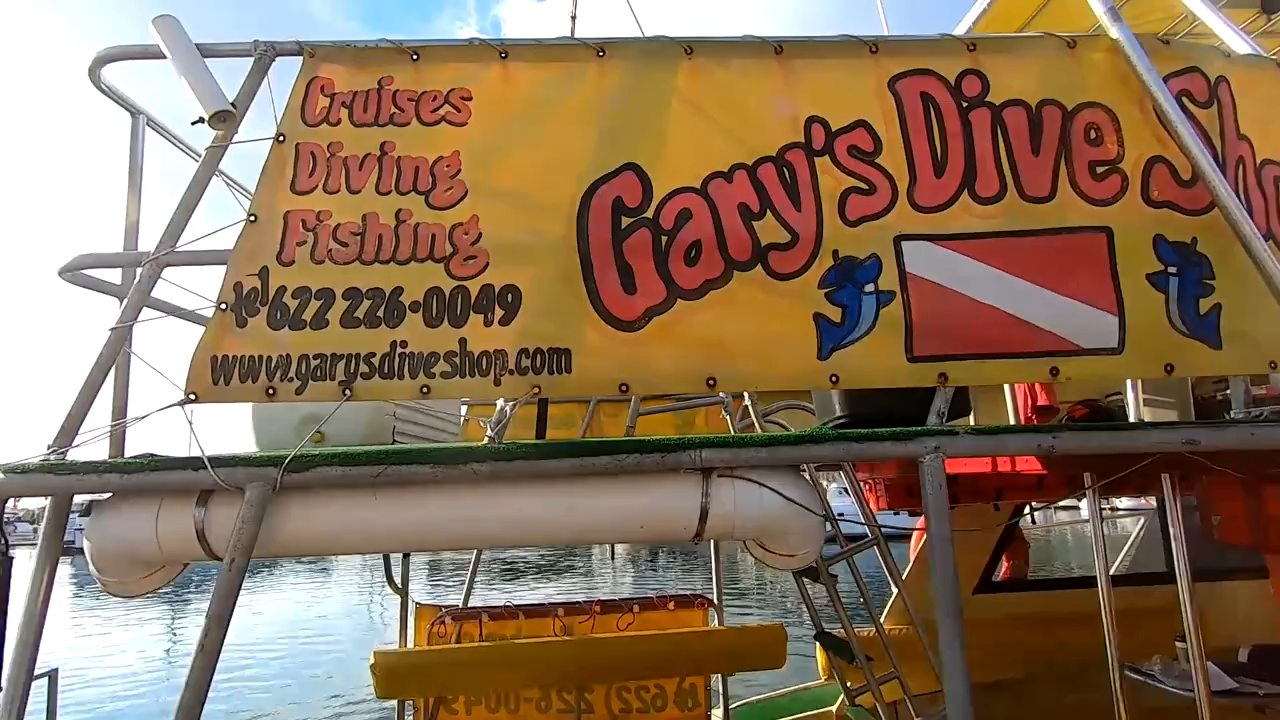 Cruises
Diving
Fishing
tel 622 226-0049
www.garysdiveshop.com
Gary's Dive Sho
(622) 226-0049